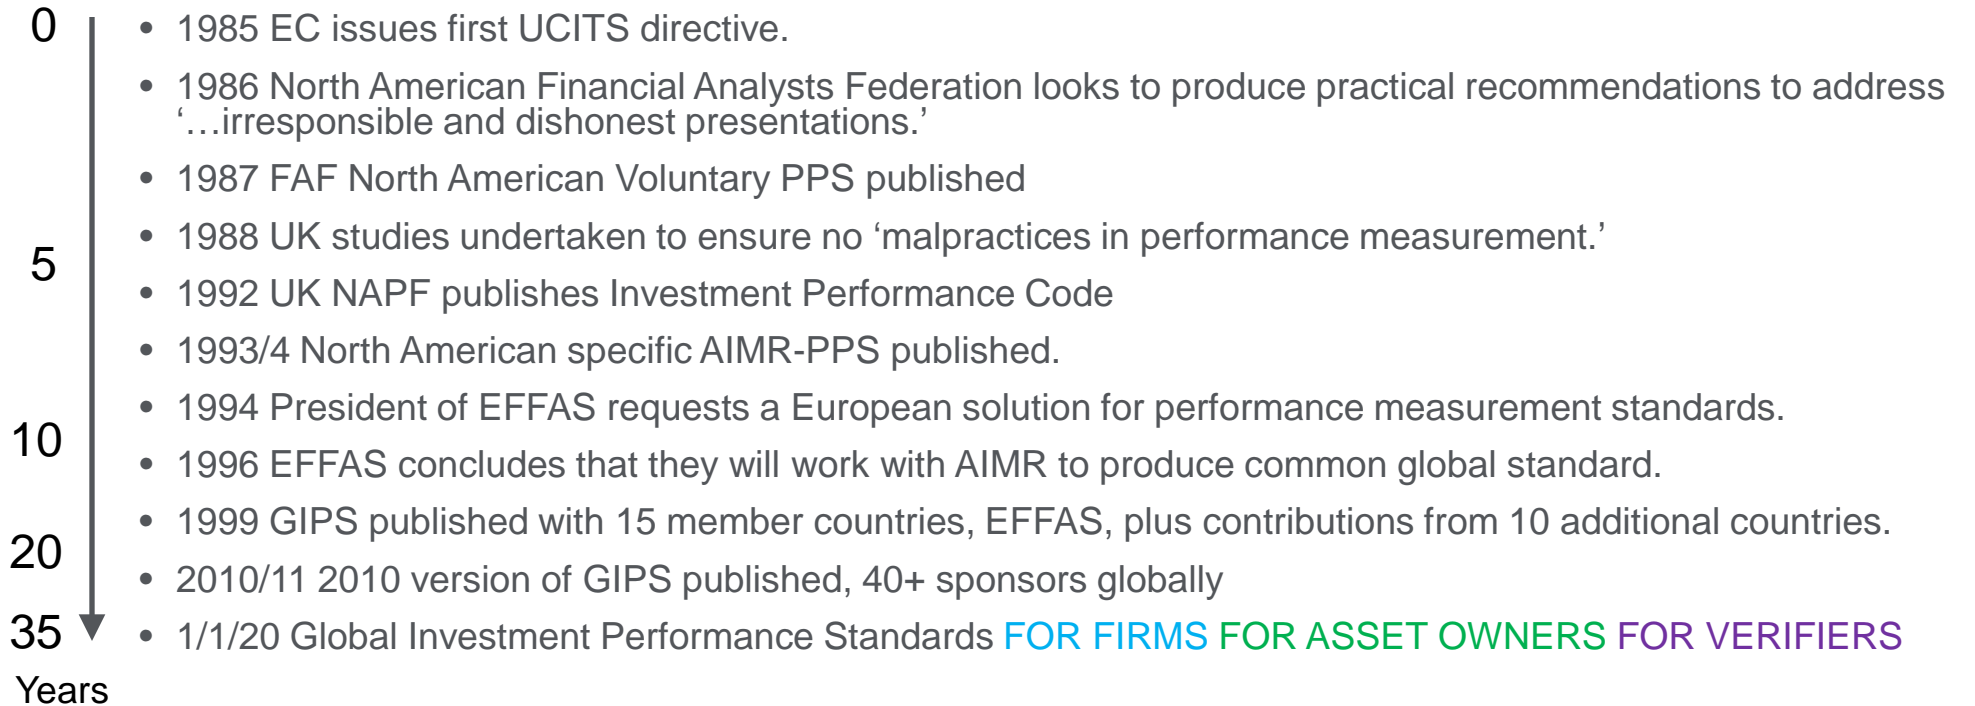 0
• 1985 EC issues first UCITS directive.
• 1986 North American Financial Analysts Federation looks to produce practical recommendations to address
‘…irresponsible and dishonest presentations.’
• 1987 FAF North American Voluntary PPS published
• 1988 UK studies undertaken to ensure no ‘malpractices in performance measurement.’
5
• 1992 UK NAPF publishes Investment Performance Code
• 1993/4 North American specific AIMR-PPS published.
• 1994 President of EFFAS requests a European solution for performance measurement standards.
10
• 1996 EFFAS concludes that they will work with AIMR to produce common global standard.
• 1999 GIPS published with 15 member countries, EFFAS, plus contributions from 10 additional countries.
20
• 2010/11 2010 version of GIPS published, 40+ sponsors globally
35
• 1/1/20 Global Investment Performance Standards FOR FIRMS FOR ASSET OWNERS FOR VERIFIERS
Years